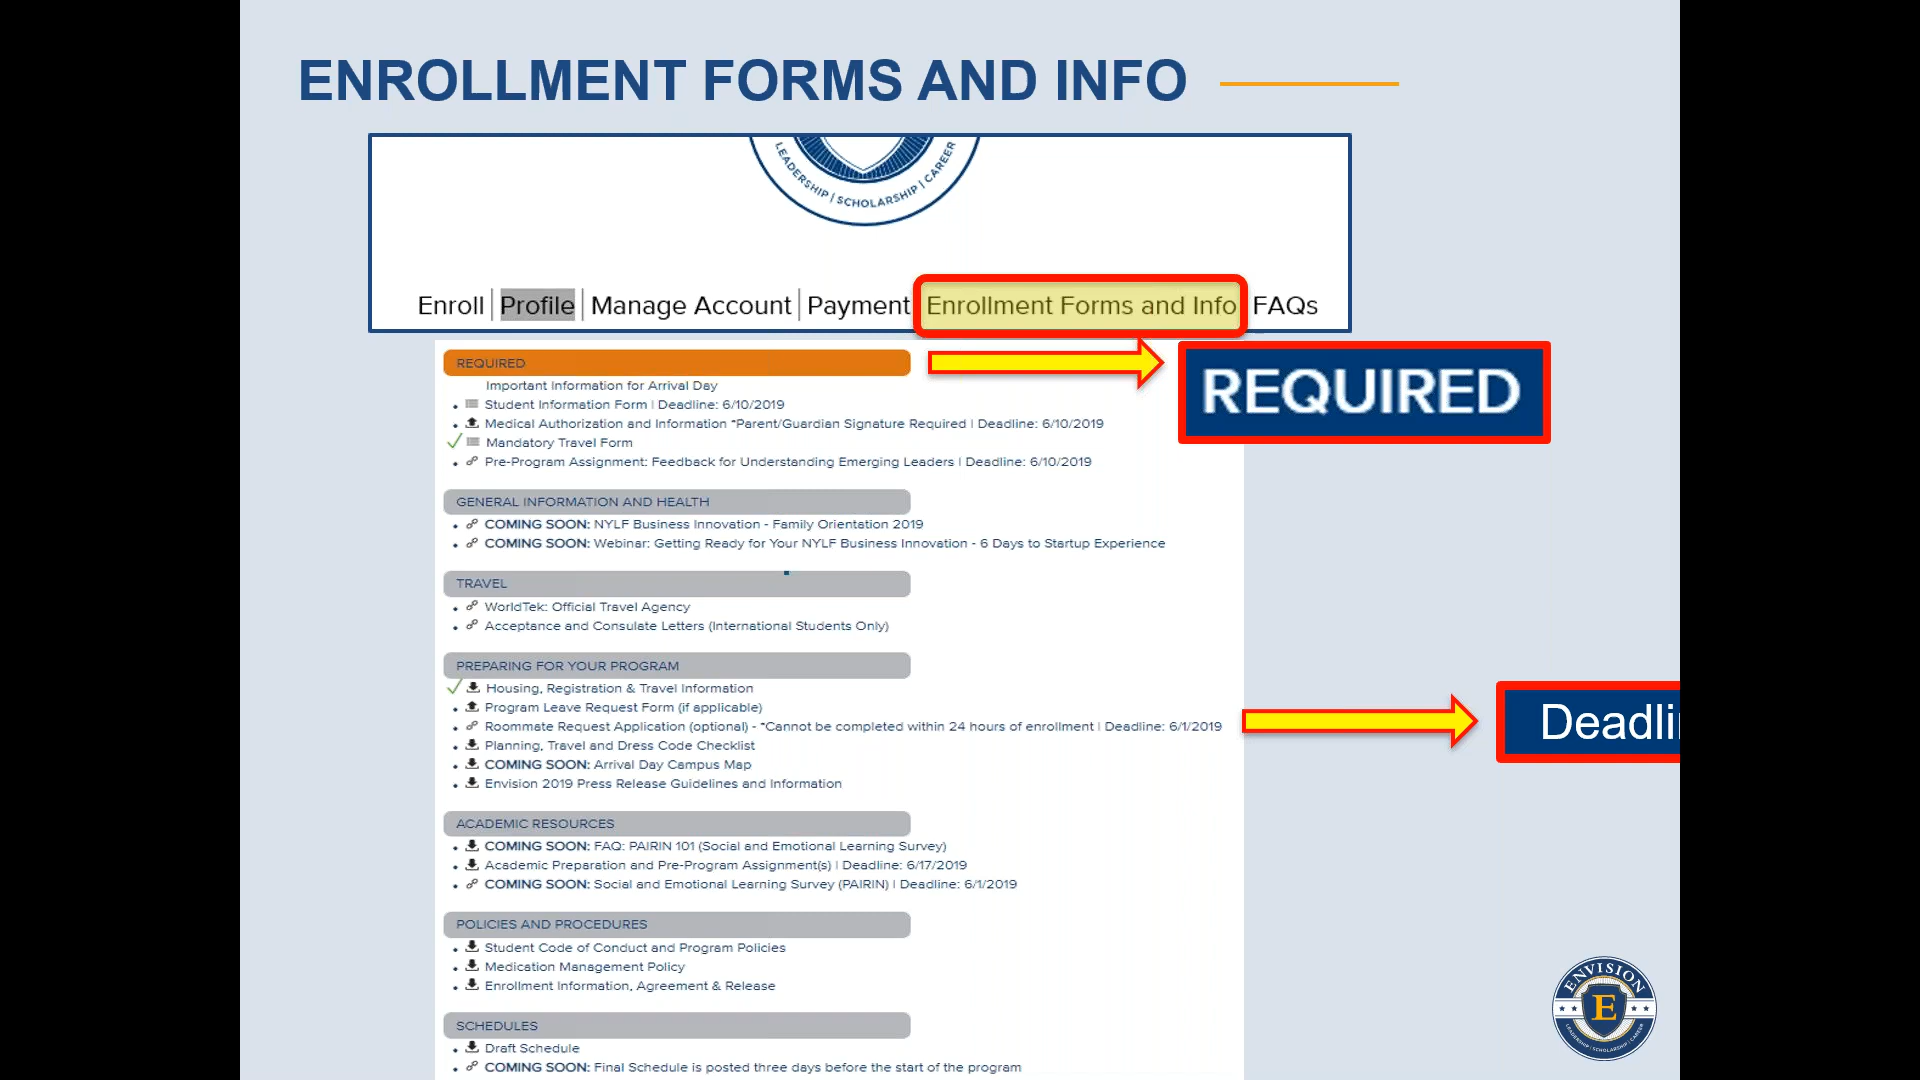 ENROLLMENT FORMS AND INFO
LEADERSHIP | SCHOLARSHIP | CAREER
Enroll | Profile | Manage Account | Payment Enrollment Forms and Info FAQs
REQUIRED
REQUIRED
Important Information for Arrival Day
Student Information Form | Deadline: 6/10/2019
Medical Authorization and Information *Parent/Guardian Signature Required | Deadline: 6/10/2019
Mandatory Travel Form
Pre-Program Assignment: Feedback for Understanding Emerging Leaders | Deadline: 6/10/2019
GENERAL INFORMATION AND HEALTH
COMING SOON: NYLF Business Innovation - Family Orientation 2019
COMING SOON: Webinar: Getting Ready for Your NYLF Business Innovation - 6 Days to Startup Experience
TRAVEL
WorldTek: Official Travel Agency
Acceptance and Consulate Letters (International Students Only)
PREPARING FOR YOUR PROGRAM
Housing, Registration & Travel Information
Program Leave Request Form (if applicable)
Roommate Request Application (optional) - *Cannot be completed within 24 hours of enrollment | Deadline: 6/1/2019
Deadli
Planning, Travel and Dress Code Checklist
COMING SOON: Arrival Day Campus Map
Envision 2019 Press Release Guidelines and Information
ACADEMIC RESOURCES
COMING SOON: FAQ: PAIRIN 101 (Social and Emotional Learning Survey)
Academic Preparation and Pre-Program Assignment(s) | Deadline: 6/17/2019
COMING SOON: Social and Emotional Learning Survey (PAIRIN) | Deadline: 6/1/2019
POLICIES AND PROCEDURES
Student Code of Conduct and Program Policies
Medication Management Policy
Enrollment Information, Agreement & Release
SCHEDULES
Draft Schedule
COMING SOON: Final Schedule is posted three days before the start of the program
ENVISION
E
LEADERSHIP | SCHOLARSHIP | CAREER